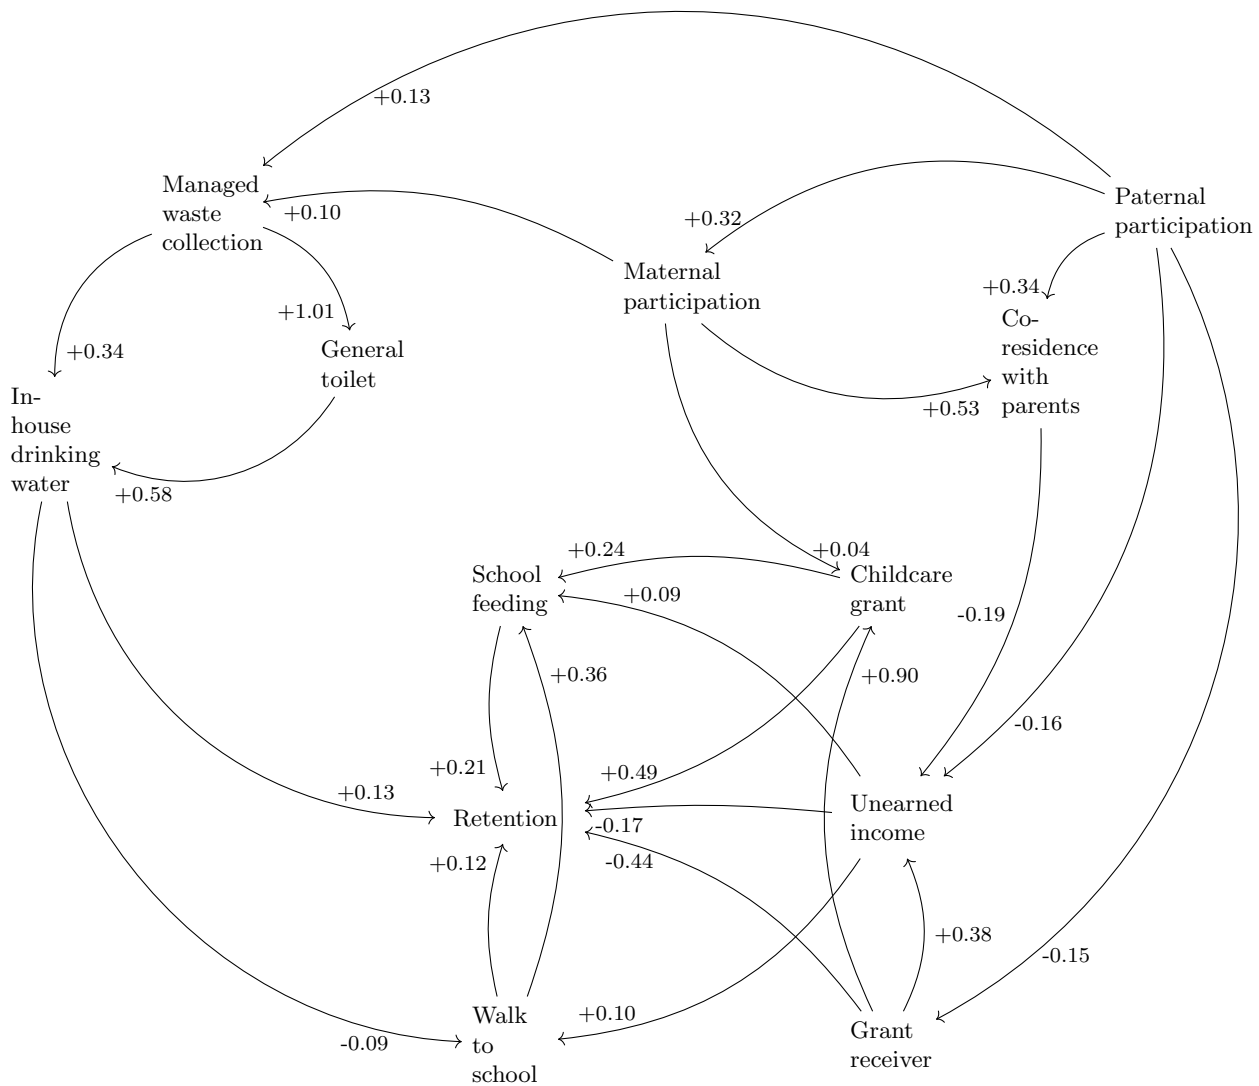 +0.13
Managed
waste
collection
+0.10
+0.32
Paternal
participation
Maternal
participation
+0.34
+1.01
+0.34
Co-
residence
with
parents
General
toilet
In-
house
drinking
water
+0.53
+0.58
School
feeding
+0.24
+0.04
Childcare
grant
+0.09
-0.19
+0.36
+0.90
-0.16
+0.21
+0.49
+0.13
Retention
-0.17
Unearned
income
+0.12
-0.44
+0.38
-0.15
Walk
to
school
+0.10
-0.09
Grant
receiver